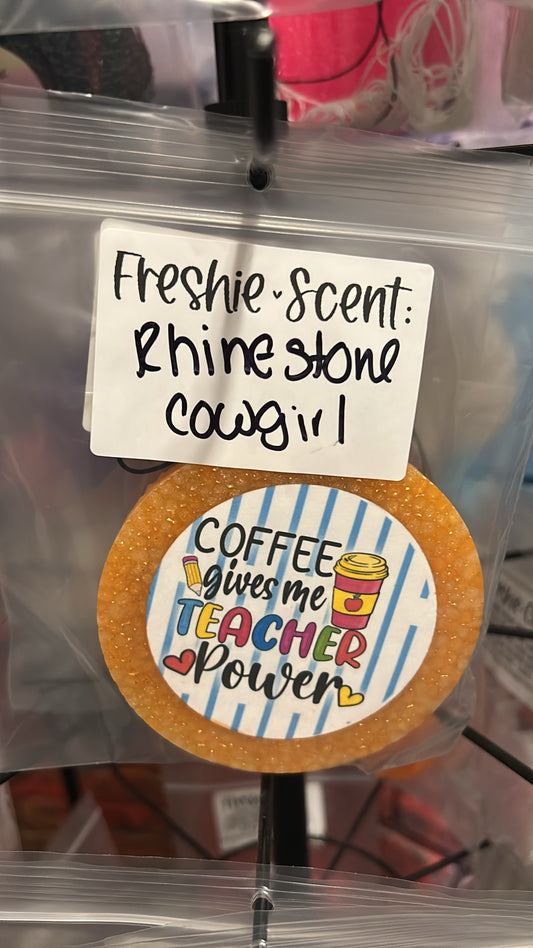 Freshie Scent:
Rhinestone
Cowgirl
COFFEE
gives me
TEACHER
Power